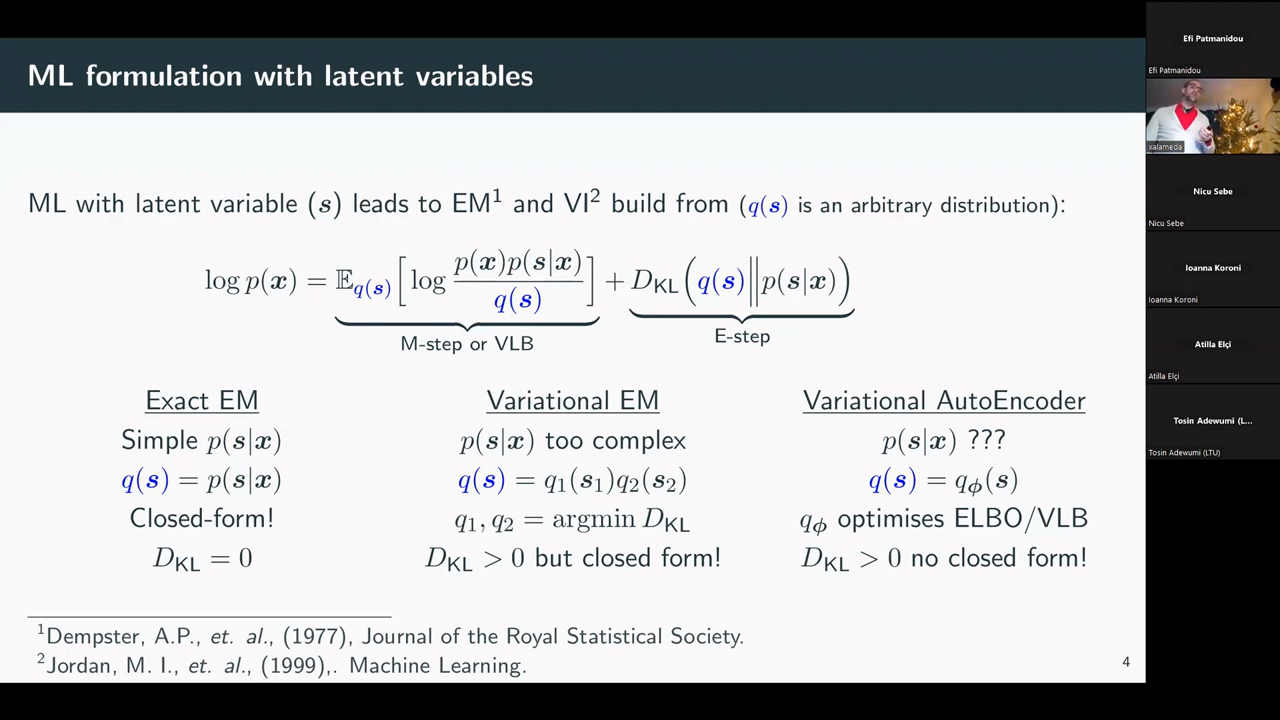 ML formulation with latent variables
ML with latent variable (s) leads to EM¹ and VI² build from (q(s) is an arbitrary distribution):
log p(x) = 𝔼q(s) [ log p(x)p(s|x) / q(s) ] + D_KL ( q(s) ‖ p(s|x) )
M-step or VLB
E-step
Exact EM
Simple p(s|x)
q(s) = p(s|x)
Closed-form!
D_KL = 0
Variational EM
p(s|x) too complex
q(s) = q₁(s₁)q₂(s₂)
q₁, q₂ = argmin D_KL
D_KL > 0 but closed form!
Variational AutoEncoder
p(s|x) ???
q(s) = q_ϕ(s)
q_ϕ optimises ELBO/VLB
D_KL > 0 no closed form!
¹Dempster, A.P., et. al., (1977), Journal of the Royal Statistical Society.
²Jordan, M. I., et. al., (1999),. Machine Learning.
4
Efi Patmanidou
Efi Patmanidou
xalameda
Nicu Sebe
Nicu Sebe
Ioanna Koroni
Ioanna Koroni
Atilla Elçi
Atilla Elçi
Tosin Adewumi (L...
Tosin Adewumi (LTU)